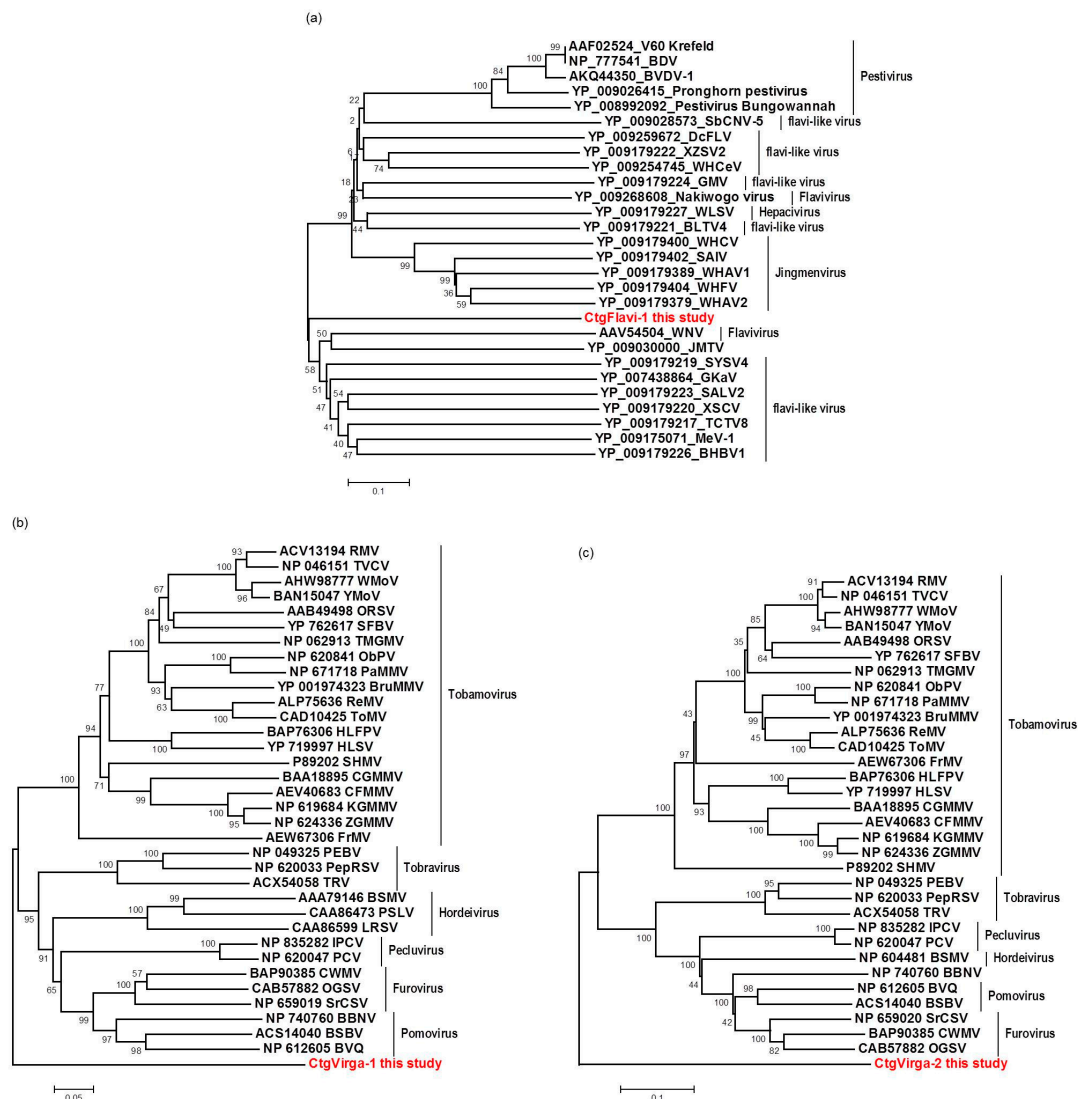 (a)
AAF02524_V60 Krefeld
NP_777541_BDV
AKQ44350_BVDV-1
YP_009026415_Pronghorn pestivirus
YP_008992092_Pestivirus Bungowannah
Pestivirus
YP_009028573_SbCNV-5
flavi-like virus
YP_009259672_DcFLV
YP_009179222_XZSV2
YP_009254745_WHCeV
flavi-like virus
YP_009179224_GMV
flavi-like virus
YP_009268608_Nakiwogo virus
Flavivirus
YP_009179227_WLSV
Hepacivirus
YP_009179221_BLTV4
flavi-like virus
YP_009179400_WHCV
YP_009179402_SAIV
YP_009179389_WHAV1
YP_009179404_WHFV
YP_009179379_WHAV2
Jingmenvirus
CtgFlavi-1 this study
AAV54504_WNV
Flavivirus
YP_009030000_JMTV
YP_009179219_SYSV4
YP_007438864_GKaV
YP_009179223_SALV2
YP_009179220_XSCV
YP_009179217_TCTV8
YP_009175071_MeV-1
YP_009179226_BHBV1
flavi-like virus
99
100
84
100
22
2
6
74
18
23
99
44
99
99
36
59
50
58
51
54
47
41
40
47
0.1
(b)
ACV13194 RMV
NP 046151 TVCV
AHW98777 WMoV
BAN15047 YMoV
AAB49498 ORSV
YP 762617 SFBV
NP 062913 TMGMV
NP 620841 ObPV
NP 671718 PaMMV
YP 001974323 BruMMV
ALP75636 ReMV
CAD10425 ToMV
BAP76306 HLFPV
YP 719997 HLSV
P89202 SHMV
BAA18895 CGMMV
AEV40683 CFMMV
NP 619684 KGMMV
NP 624336 ZGMMV
AEW67306 FrMV
Tobamovirus
NP 049325 PEBV
NP 620033 PepRSV
ACX54058 TRV
Tobravirus
AAA79146 BSMV
CAA86473 PSLV
CAA86599 LRSV
Hordeivirus
NP 835282 IPCV
NP 620047 PCV
Pecluvirus
BAP90385 CWMV
CAB57882 OGSV
NP 659019 SrCSV
Furovirus
NP 740760 BBNV
ACS14040 BSBV
NP 612605 BVQ
Pomovirus
CtgVirga-1 this study
93
100
96
67
84
49
100
100
93
63
100
77
100
94
71
99
100
95
100
100
100
95
99
100
91
100
65
57
100
99
97
98
0.05
(c)
ACV13194 RMV
NP 046151 TVCV
AHW98777 WMoV
BAN15047 YMoV
AAB49498 ORSV
YP 762617 SFBV
NP 062913 TMGMV
NP 620841 ObPV
NP 671718 PaMMV
YP 001974323 BruMMV
ALP75636 ReMV
CAD10425 ToMV
AEW67306 FrMV
BAP76306 HLFPV
YP 719997 HLSV
BAA18895 CGMMV
AEV40683 CFMMV
NP 619684 KGMMV
NP 624336 ZGMMV
P89202 SHMV
Tobamovirus
NP 049325 PEBV
NP 620033 PepRSV
ACX54058 TRV
Tobravirus
NP 835282 IPCV
NP 620047 PCV
Pecluvirus
NP 604481 BSMV
Hordeivirus
NP 740760 BBNV
NP 612605 BVQ
ACS14040 BSBV
Pomovirus
NP 659020 SrCSV
BAP90385 CWMV
CAB57882 OGSV
Furovirus
CtgVirga-2 this study
91
100
94
85
35
64
100
100
99
45
100
43
97
100
93
100
100
99
100
95
100
100
100
100
44
98
100
42
100
82
0.1